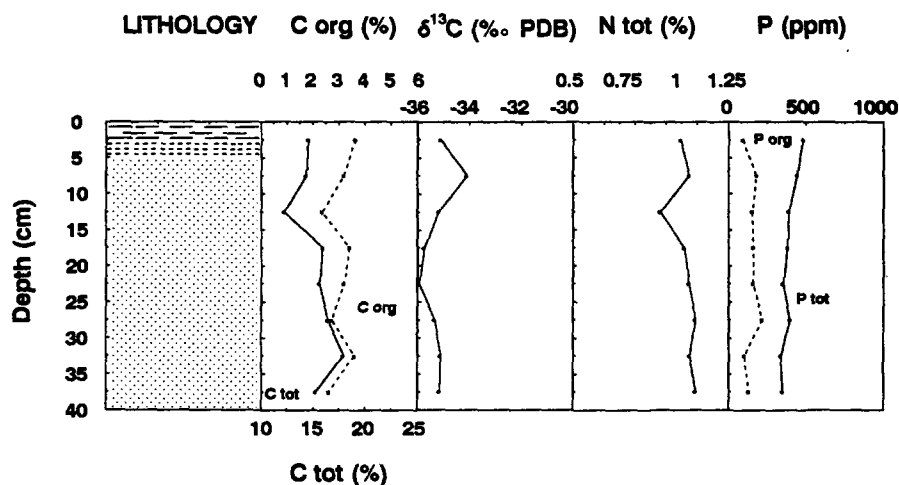 LITHOLOGY C org (%) δ¹³C (‰ PDB) N tot (%) P (ppm)
0 1 2 3 4 5 6 0.5 0.75 1 1.25
-36 -34 -32 -30 0 500 1000
0
5
10
15
20
25
30
35
40
Depth (cm)
P org
C org
P tot
C tot
10 15 20 25
C tot (%)